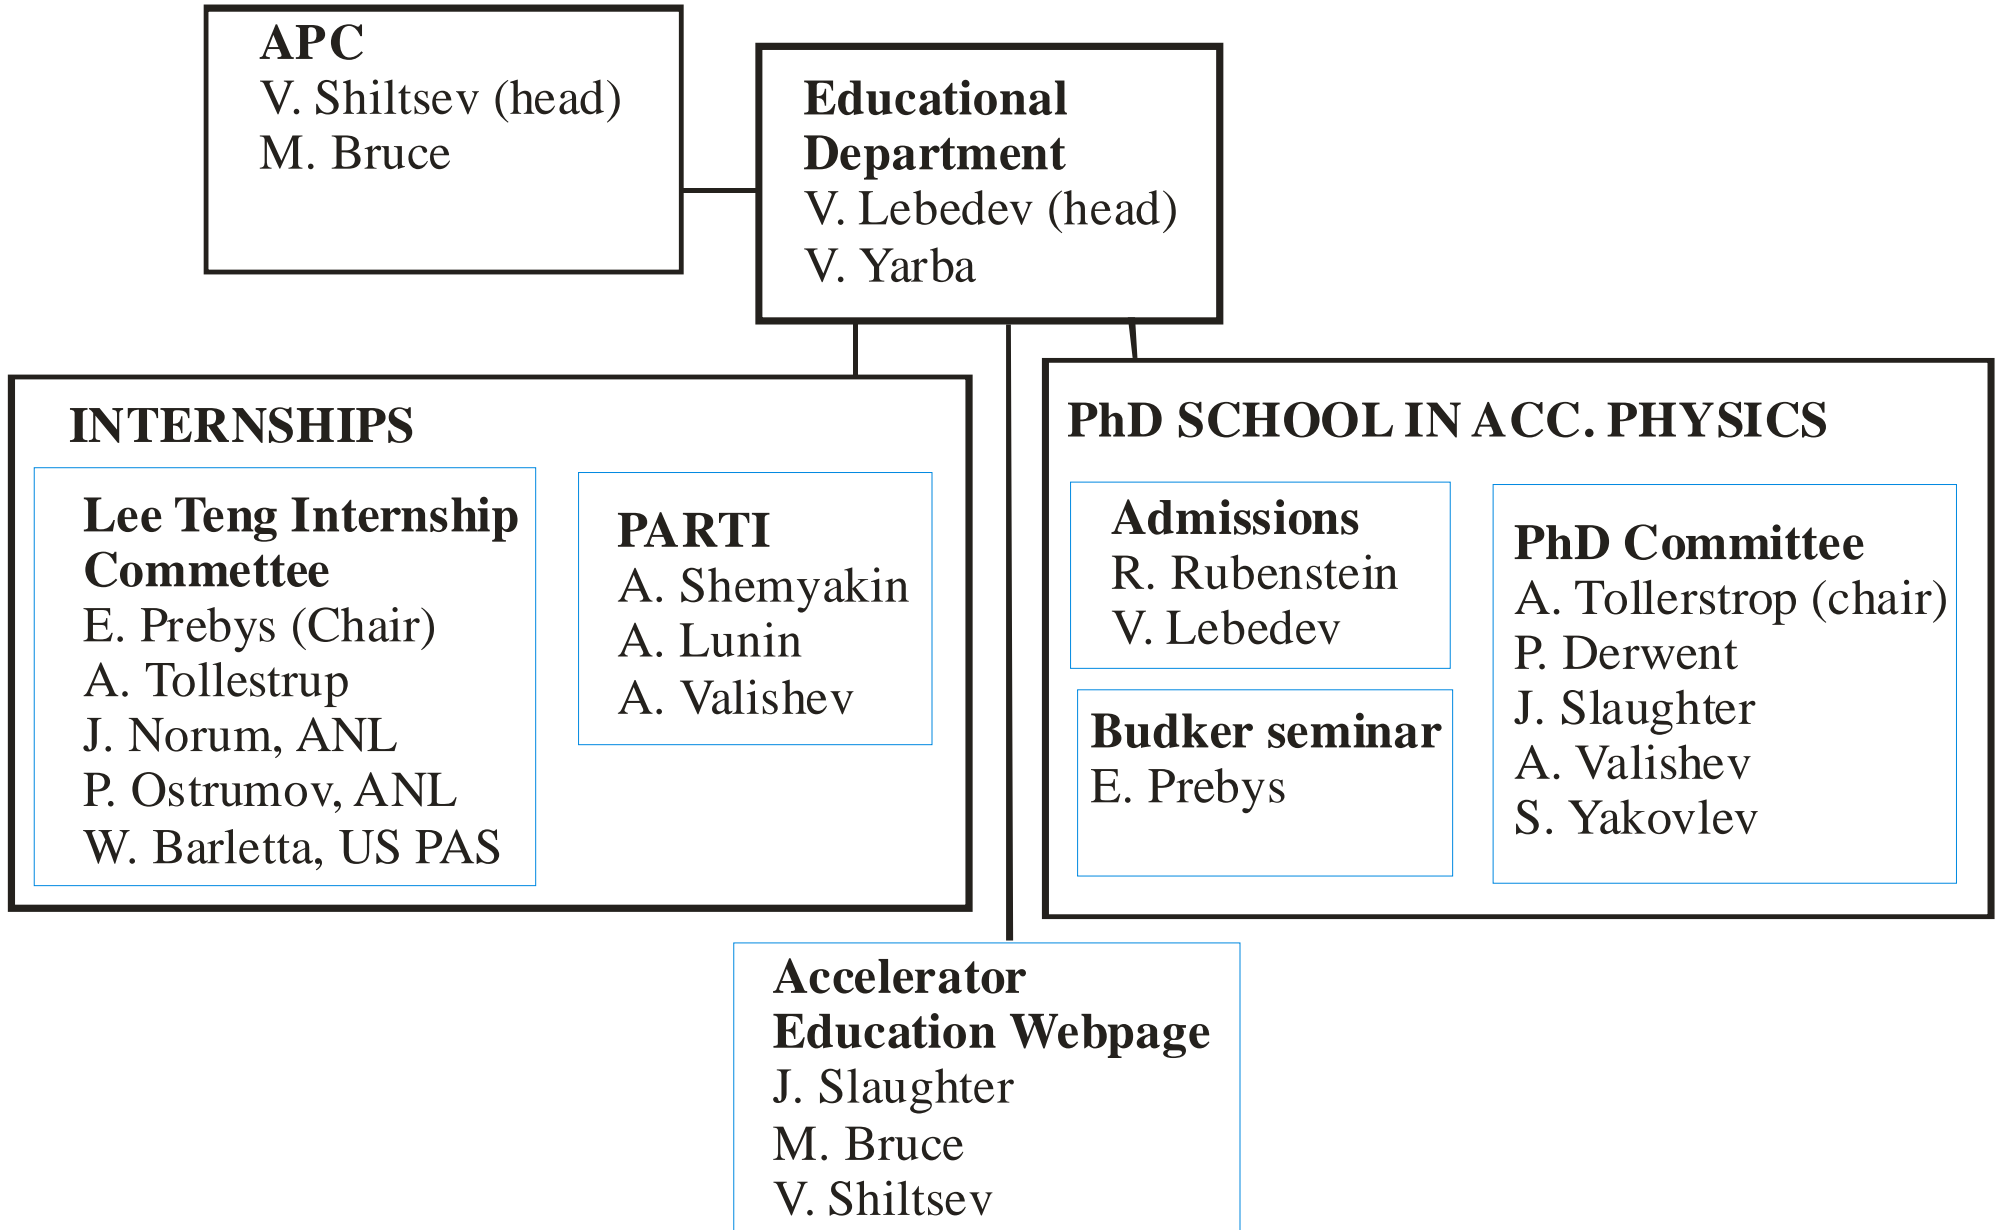 APC
V. Shiltsev (head)
M. Bruce
Educational
Department
V. Lebedev (head)
V. Yarba
INTERNSHIPS
Lee Teng Internship
Commettee
E. Prebys (Chair)
A. Tollestrup
J. Norum, ANL
P. Ostrumov, ANL
W. Barletta, US PAS
PARTI
A. Shemyakin
A. Lunin
A. Valishev
PhD SCHOOL IN ACC. PHYSICS
Admissions
R. Rubenstein
V. Lebedev
Budker seminar
E. Prebys
PhD Committee
A. Tollerstrop (chair)
P. Derwent
J. Slaughter
A. Valishev
S. Yakovlev
Accelerator
Education Webpage
J. Slaughter
M. Bruce
V. Shiltsev